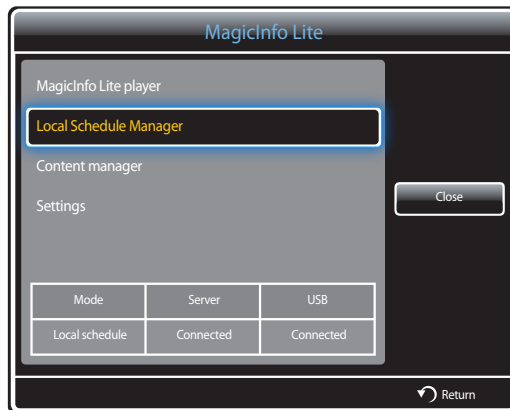 MagicInfo Lite
MagicInfo Lite player
Local Schedule Manager
Content manager
Settings
Close
Mode Server USB
Local schedule Connected Connected
Return